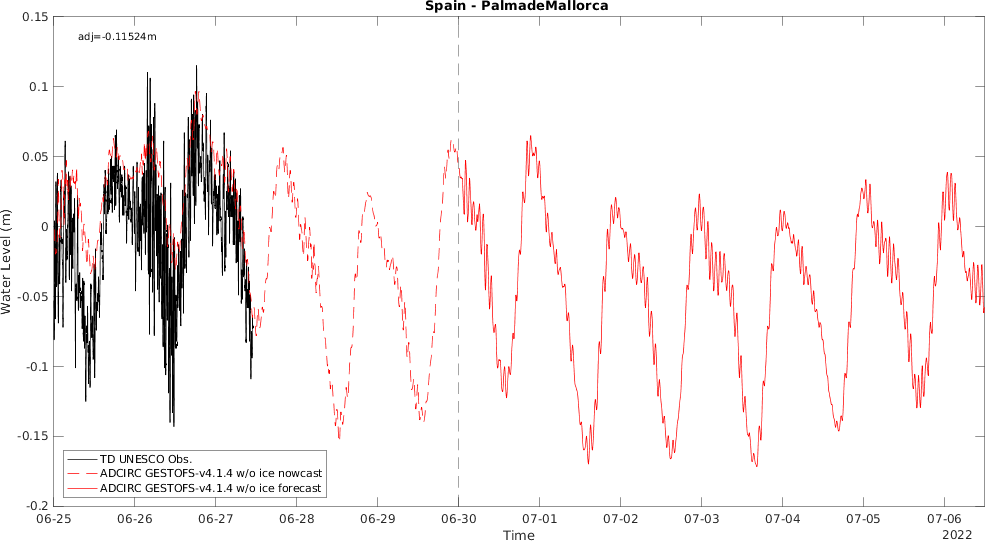 Spain - PalmadeMallorca
adj=-0.11524m
0.15
0.1
0.05
0
-0.05
-0.1
-0.15
-0.2
Water Level (m)
TD UNESCO Obs.
ADCIRC GESTOFS-v4.1.4 w/o ice nowcast
ADCIRC GESTOFS-v4.1.4 w/o ice forecast
06-25 06-26 06-27 06-28 06-29 06-30 07-01 07-02 07-03 07-04 07-05 07-06
Time
2022